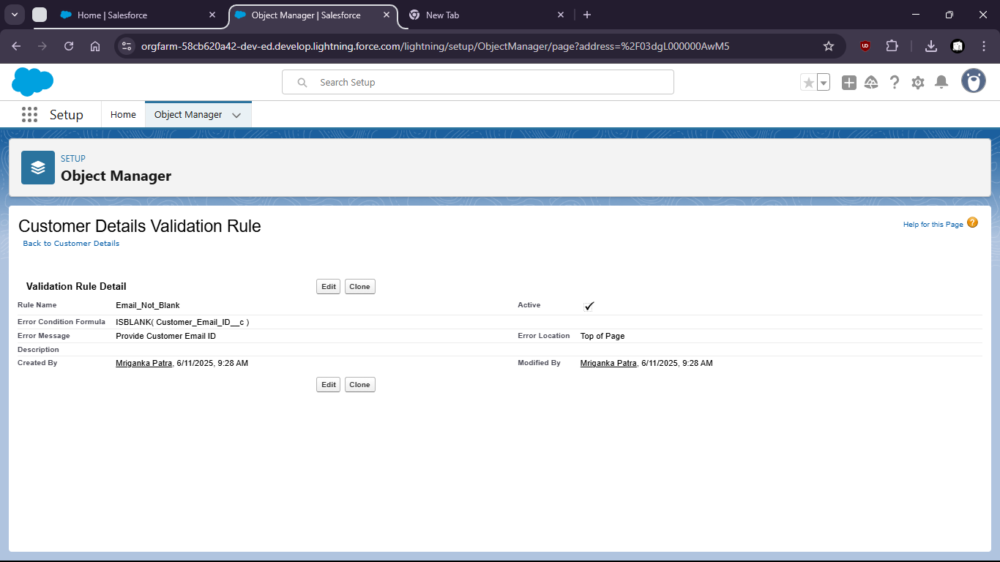 Home | Salesforce
Object Manager | Salesforce
New Tab
orgfarm-58cb620a42-dev-ed.develop.lightning.force.com/lightning/setup/ObjectManager/page?address=%2F03dgL000000AwM5
UD
Search Setup
Setup Home Object Manager
SETUP
Object Manager
Customer Details Validation Rule
Help for this Page ?
Back to Customer Details
Validation Rule Detail Edit Clone
Rule Name Email_Not_Blank Active
Error Condition Formula ISBLANK( Customer_Email_ID__c )
Error Message Provide Customer Email ID Error Location Top of Page
Description
Created By Mriganka Patra, 6/11/2025, 9:28 AM Modified By Mriganka Patra, 6/11/2025, 9:28 AM
Edit Clone